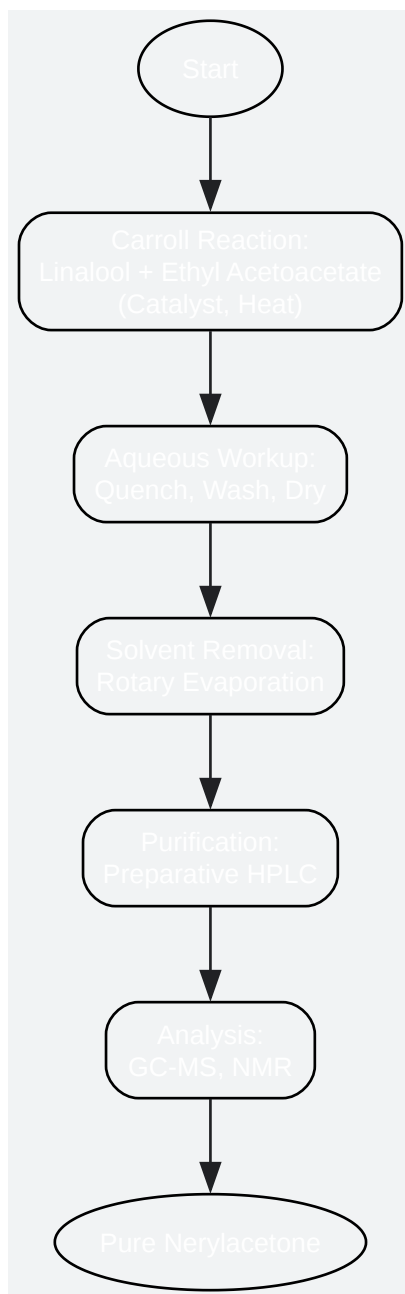 Start
Carroll Reaction:
Linalool + Ethyl Acetoacetate
(Catalyst, Heat)
Aqueous Workup:
Quench, Wash, Dry
Solvent Removal:
Rotary Evaporation
Purification:
Preparative HPLC
Analysis:
GC-MS, NMR
Pure Nerylacetone